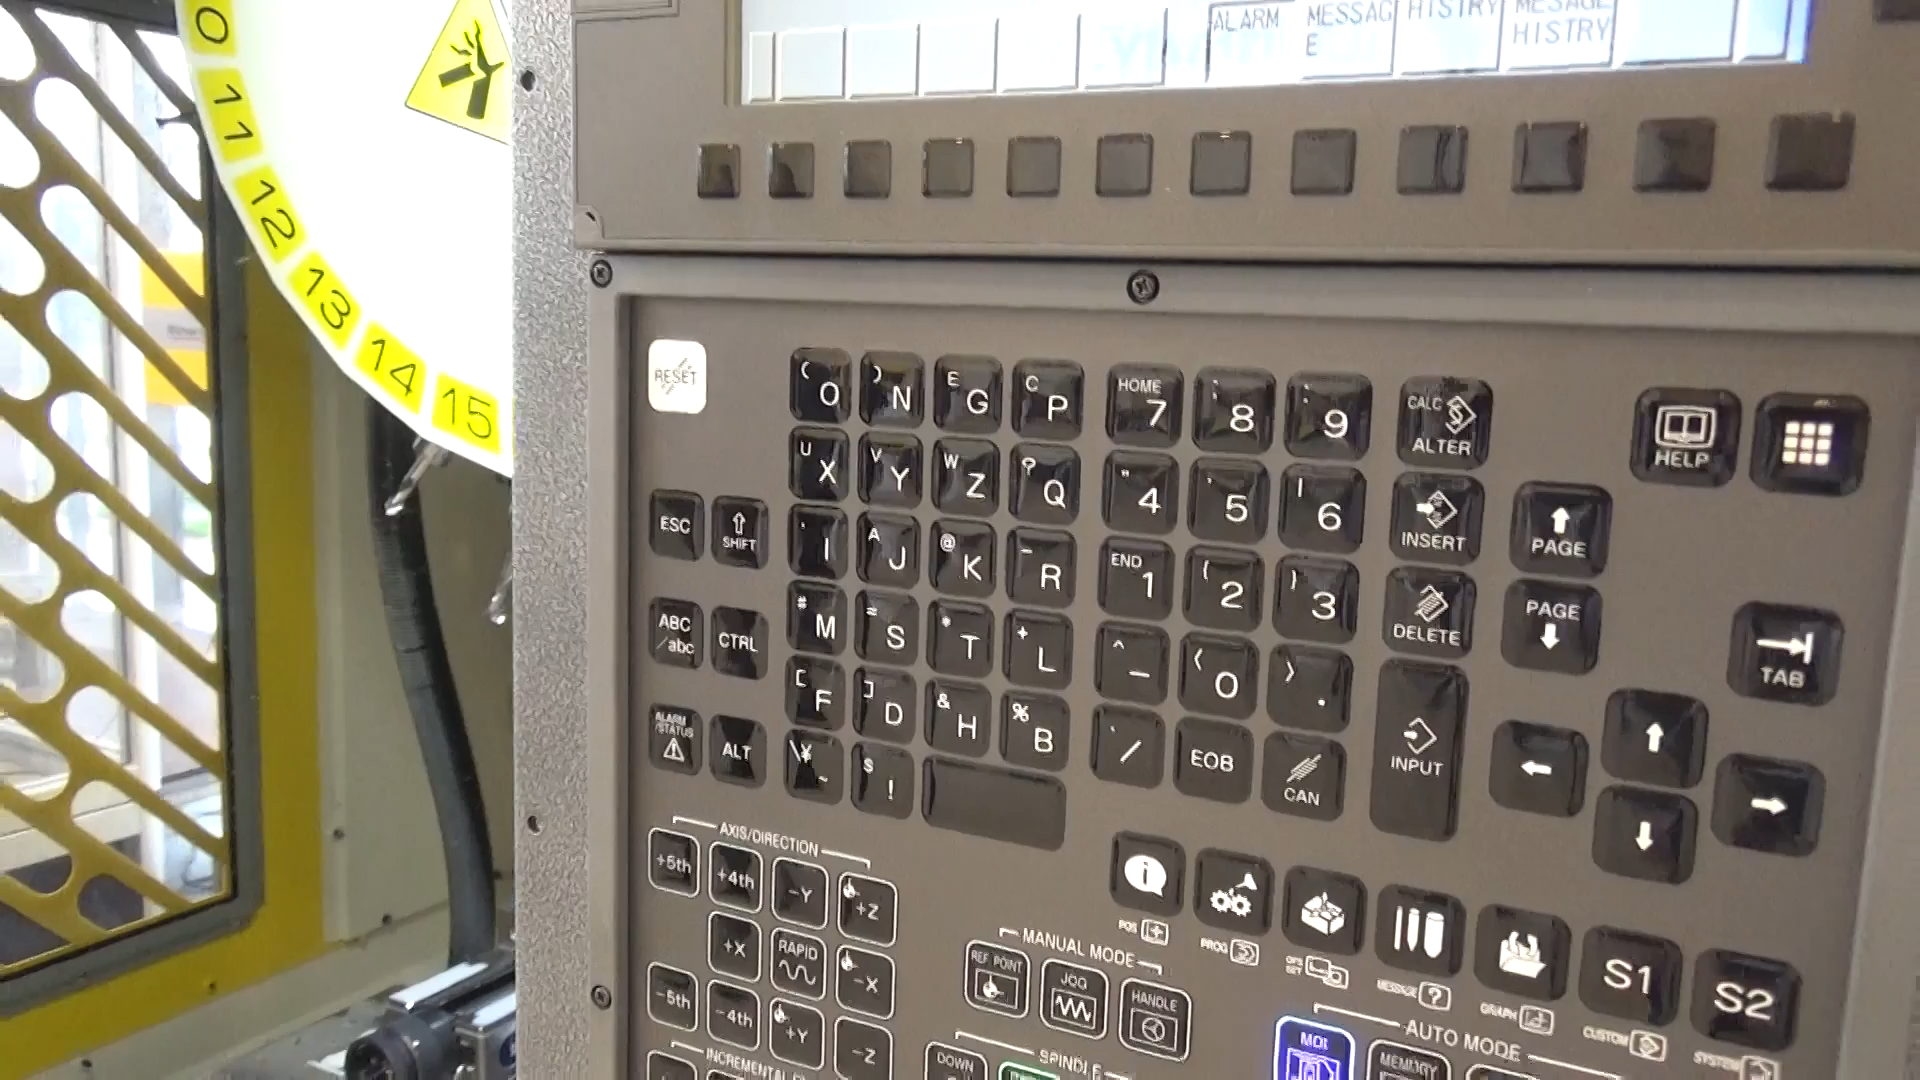 ALARM MESSAG HISTRY MESAGE
E HISTRY
0
11
12
13
14
15
RESET
( O ) N E G C P HOME 7 8 9 CALC ALTER HELP
U X V Y W Z ? Q " 4 ' 5 | 6 INSERT PAGE
ESC SHIFT I A J @ K - R END 1 2 3 DELETE PAGE
ABC /abc CTRL # M = S * T + L ^ _ < 0 > . INPUT TAB
ALARM /STATUS ALT [ F ] D & H % B / EOB CAN
\¥ ~ $ !
AXIS/DIRECTION
+5th +4th -Y +Z
+X RAPID -X
-5th -4th +Y -Z
INCREMENTAL
MANUAL MODE
REF POINT JOG HANDLE
SPINDLE
DOWN
S1 S2
POS PROG OFS SET MESSAGE ? GRAPH CUSTOM SYSTEM
AUTO MODE
MDI MEMORY